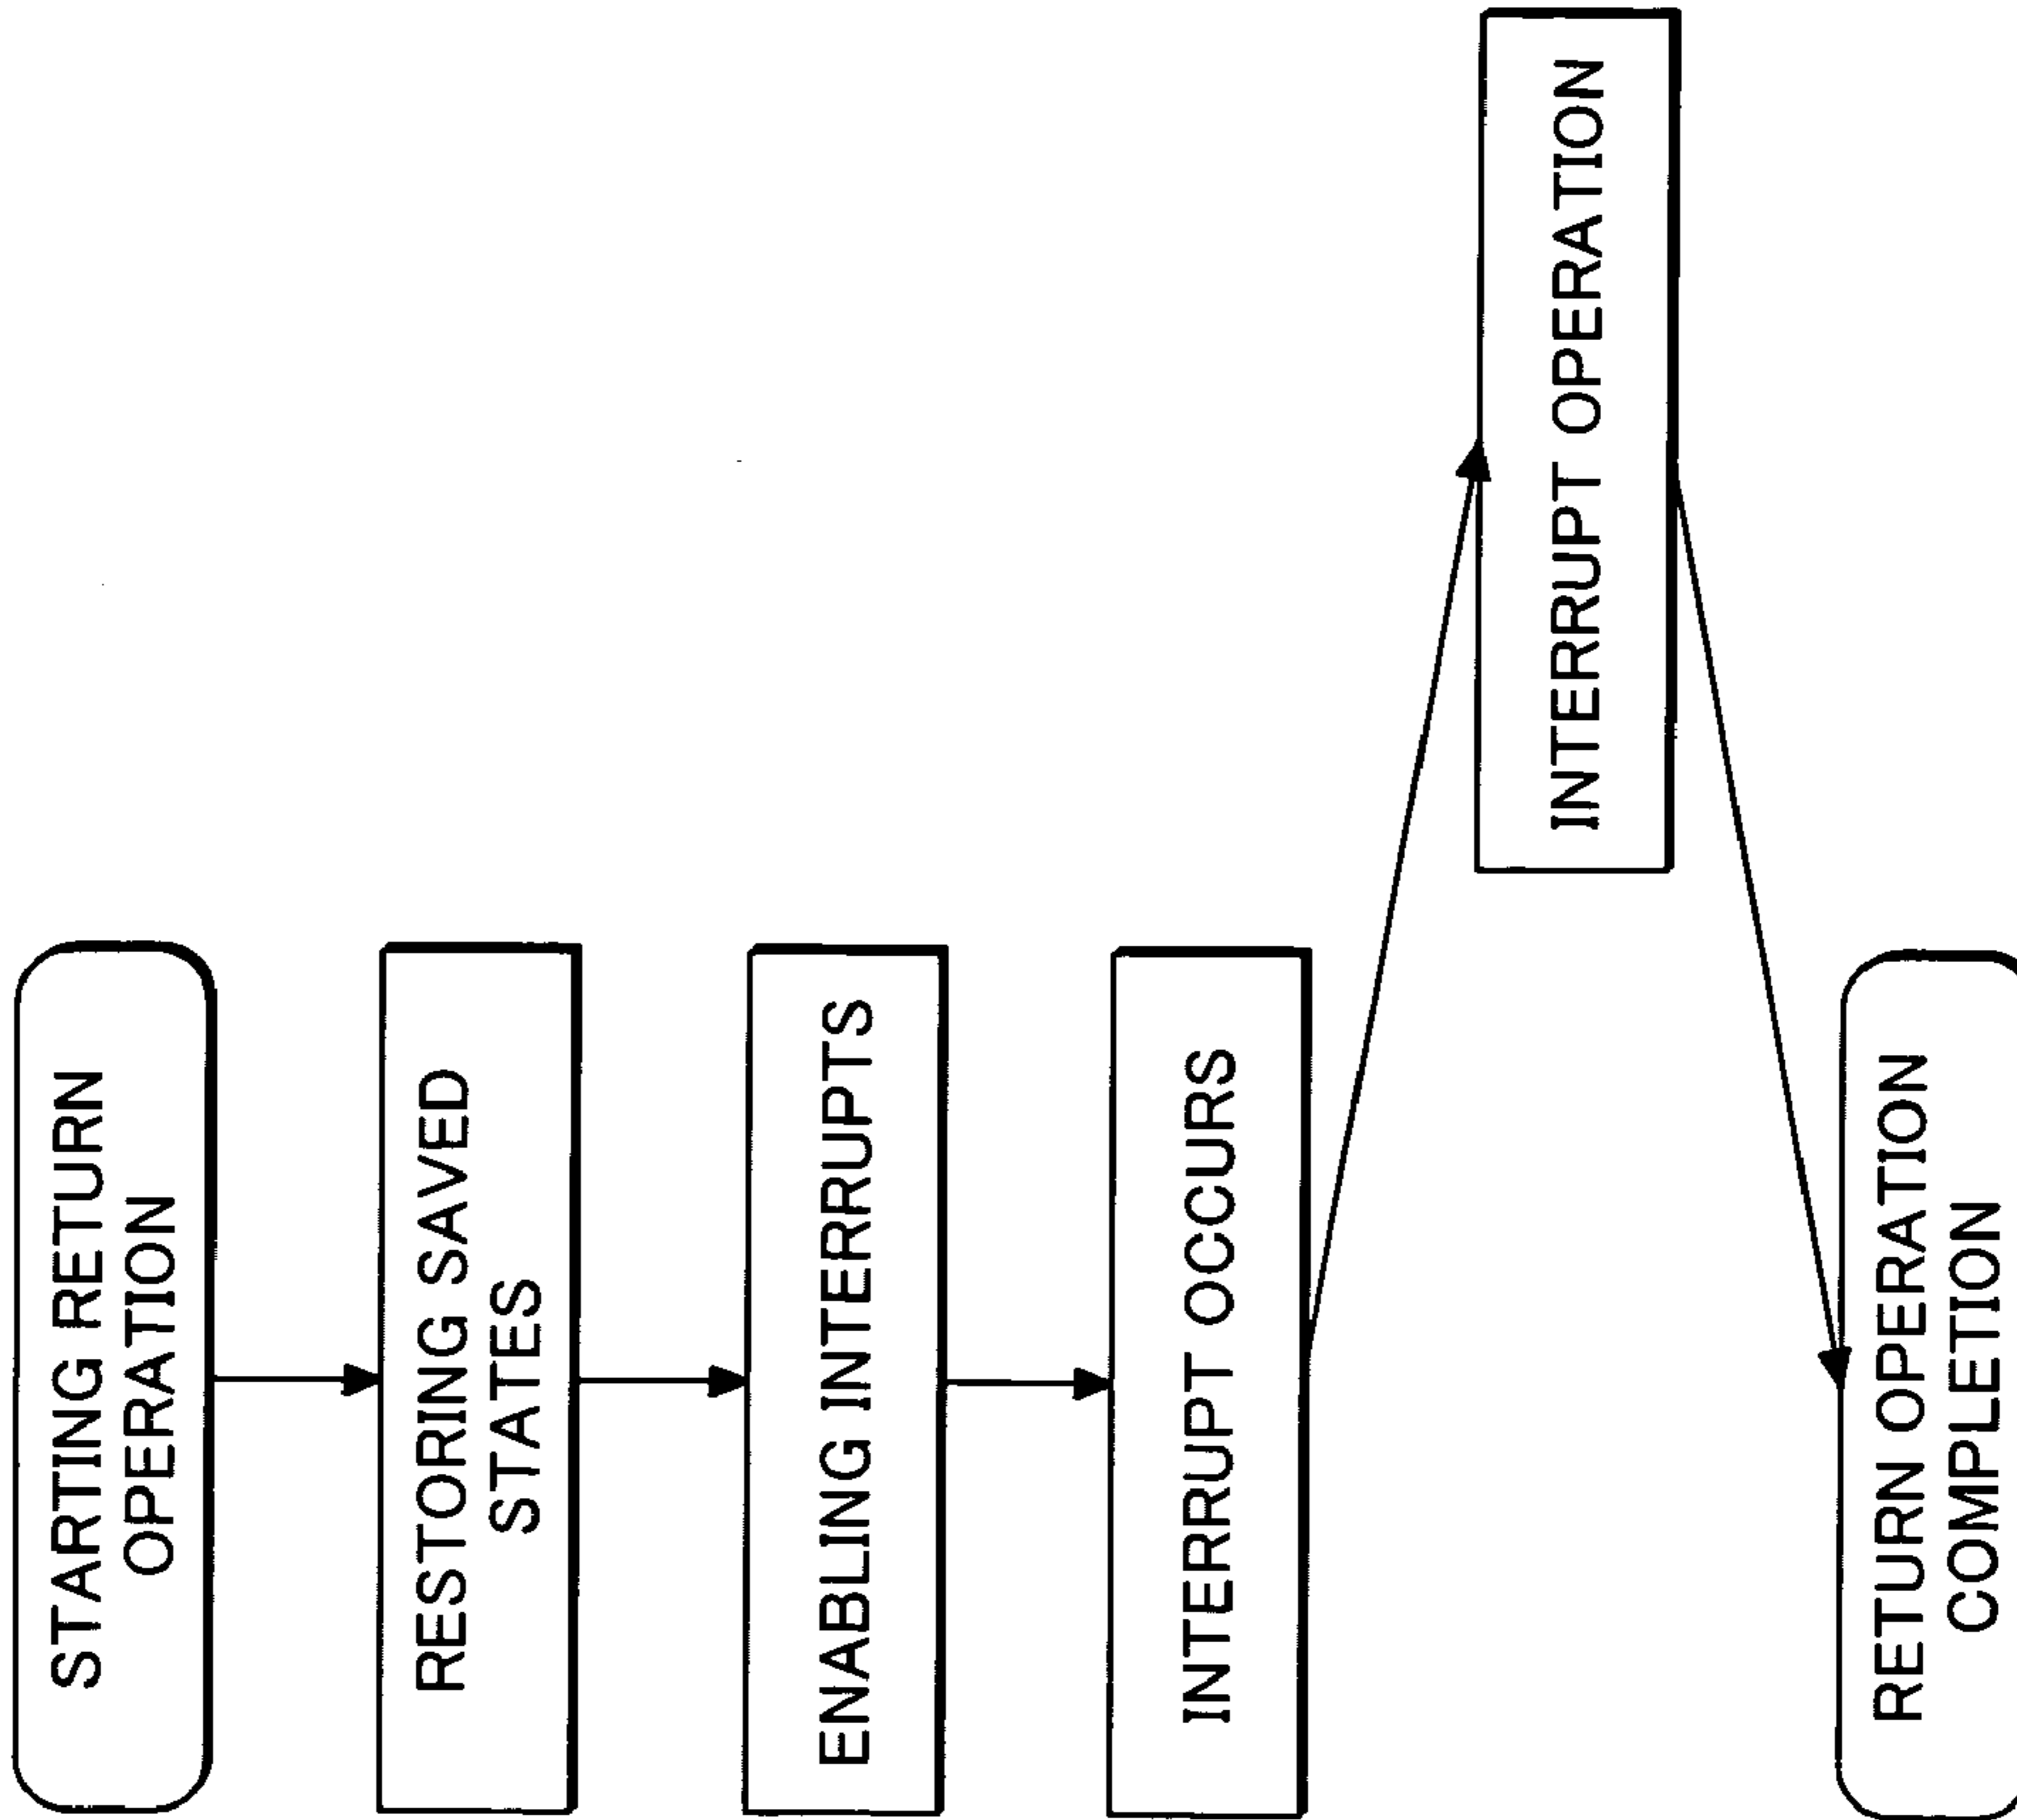 STARTING RETURN
OPERATION
RESTORING SAVED
STATES
ENABLING INTERRUPTS
INTERRUPT OCCURS
INTERRUPT OPERATION
RETURN OPERATION
COMPLETION